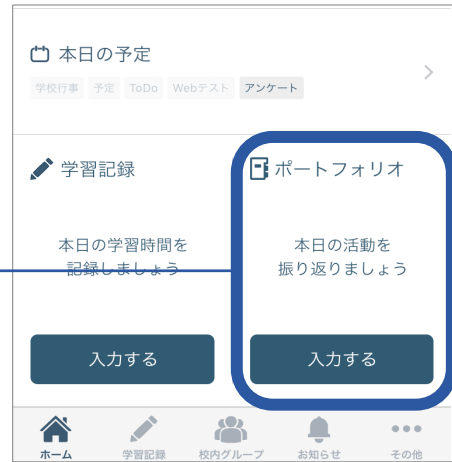 本日の予定
学校行事 予定 ToDo Webテスト アンケート
学習記録
本日の学習時間を
記録しましょう
入力する
ポートフォリオ
本日の活動を
振り返りましょう
入力する
ホーム 学習記録 校内グループ お知らせ その他